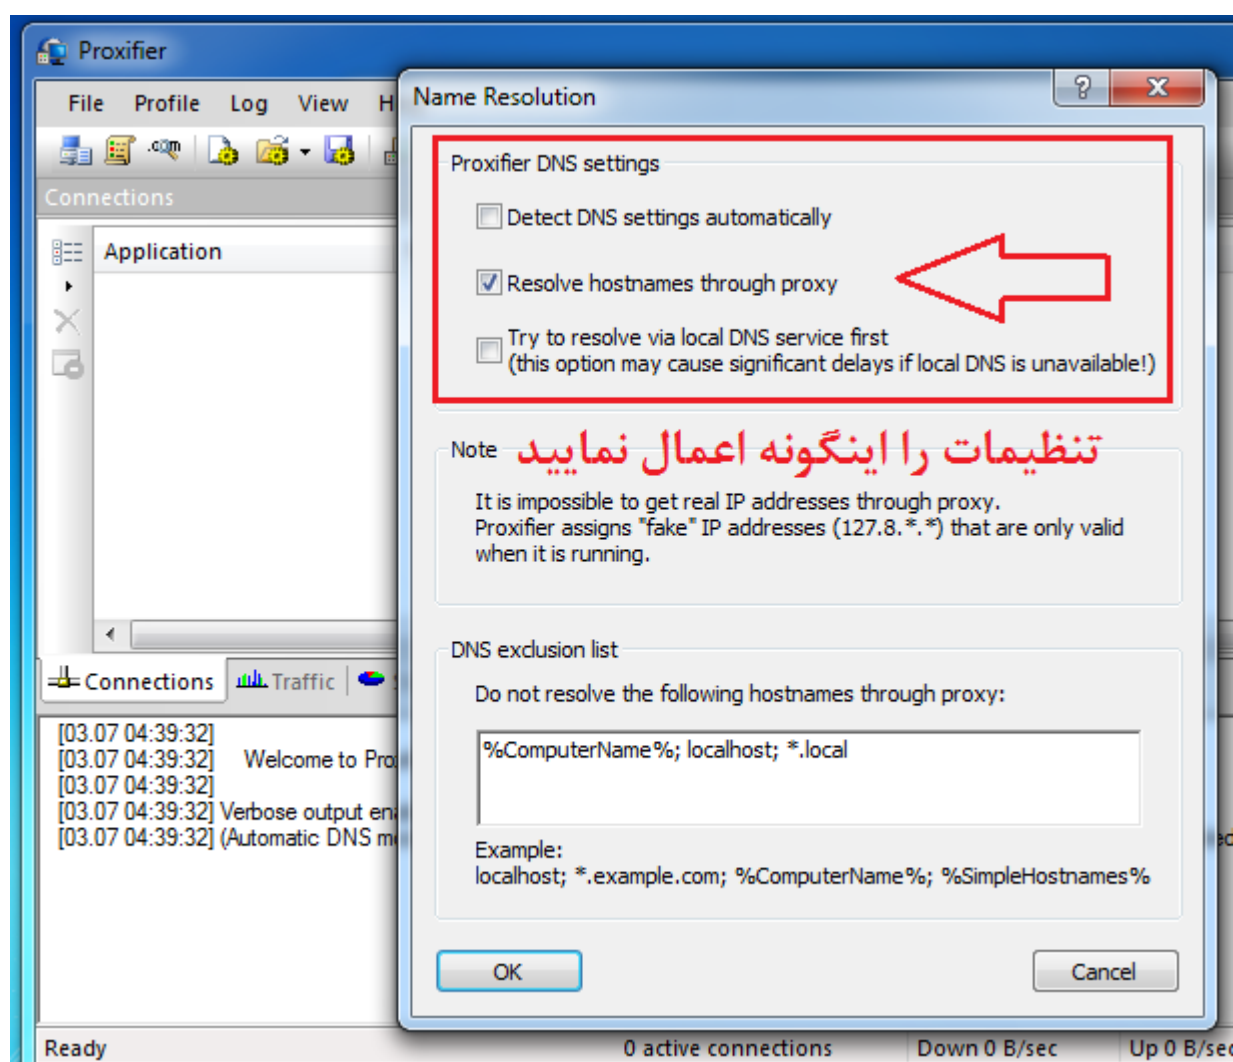 Proxifier
File Profile Log View H
Name Resolution
Connections
Application
Proxifier DNS settings
Detect DNS settings automatically
Resolve hostnames through proxy
Try to resolve via local DNS service first
(this option may cause significant delays if local DNS is unavailable!)
Note
تنظیمات را اینگونه اعمال نمایید
It is impossible to get real IP addresses through proxy.
Proxifier assigns "fake" IP addresses (127.8.*.*) that are only valid
when it is running.
DNS exclusion list
Do not resolve the following hostnames through proxy:
%ComputerName%; localhost; *.local
Example:
localhost; *.example.com; %ComputerName%; %SimpleHostnames%
OK
Cancel
Connections Traffic
[03.07 04:39:32]
[03.07 04:39:32] Welcome to Prox
[03.07 04:39:32]
[03.07 04:39:32] Verbose output ena
[03.07 04:39:32] (Automatic DNS m
Ready
0 active connections
Down 0 B/sec
Up 0 B/sec